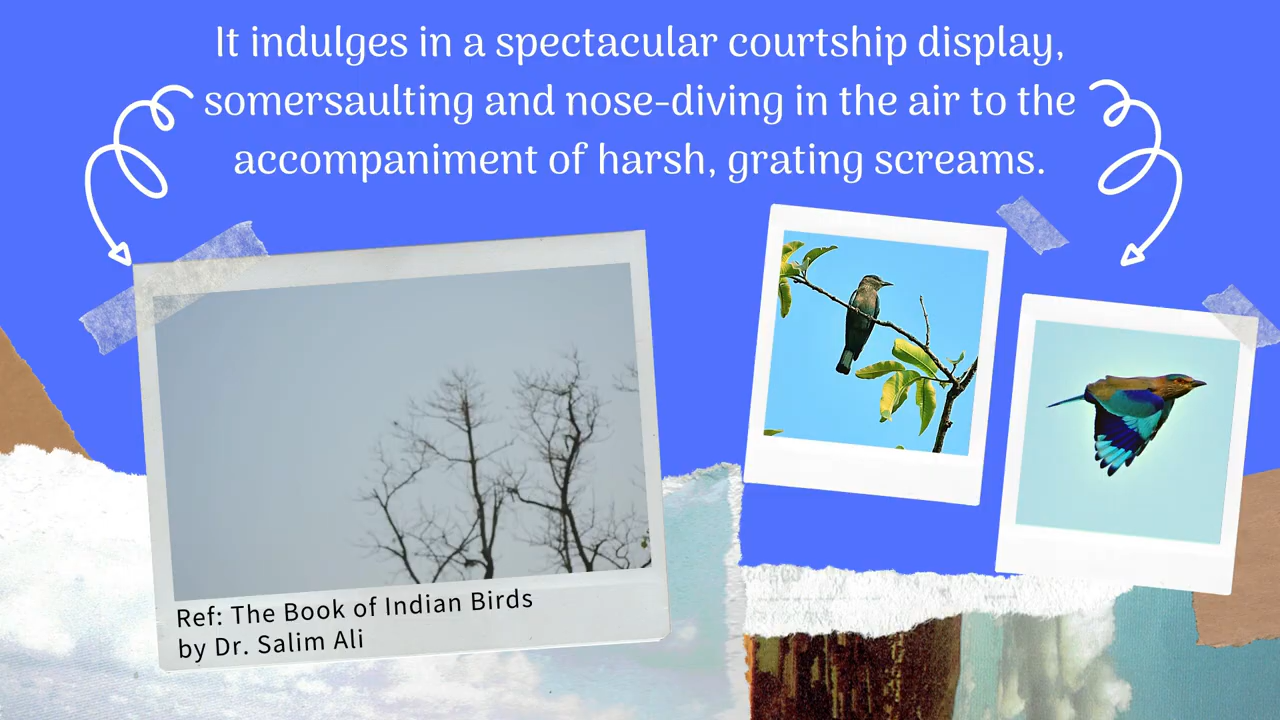 It indulges in a spectacular courtship display,
somersaulting and nose-diving in the air to the
accompaniment of harsh, grating screams.
Ref: The Book of Indian Birds
by Dr. Salim Ali